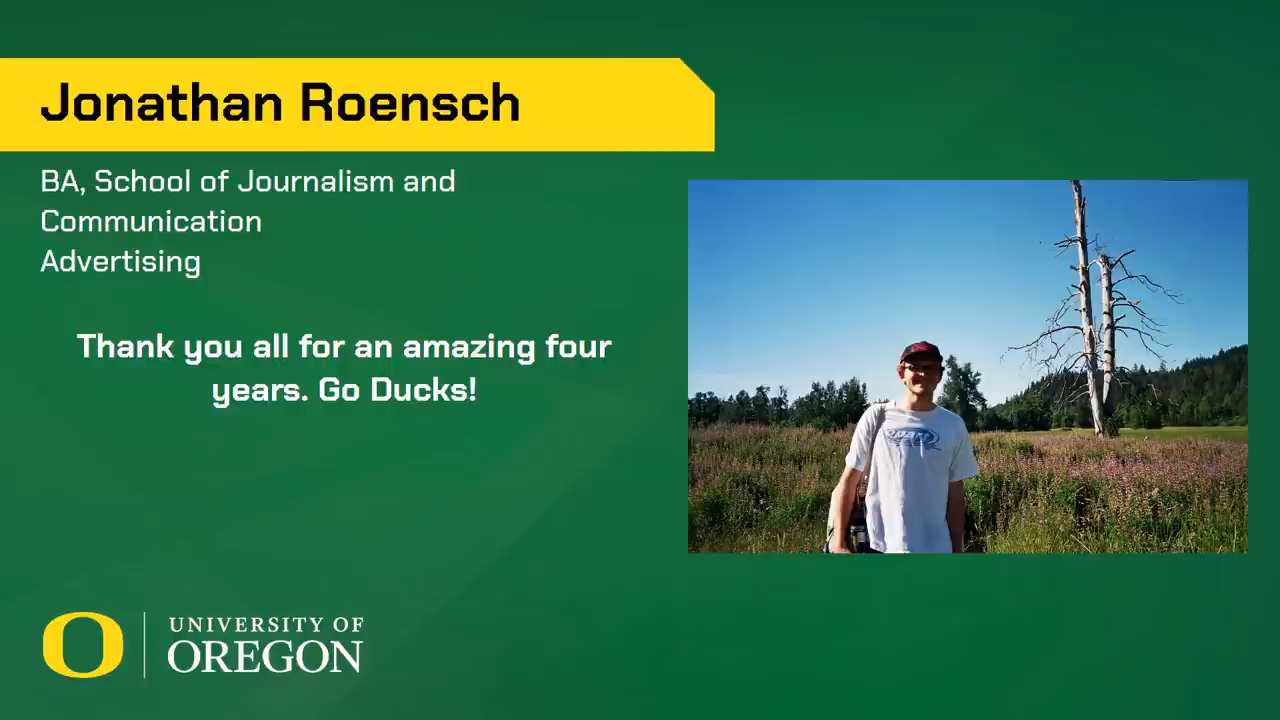 Jonathan Roensch
BA, School of Journalism and
Communication
Advertising
Thank you all for an amazing four
years. Go Ducks!
O
UNIVERSITY OF
OREGON